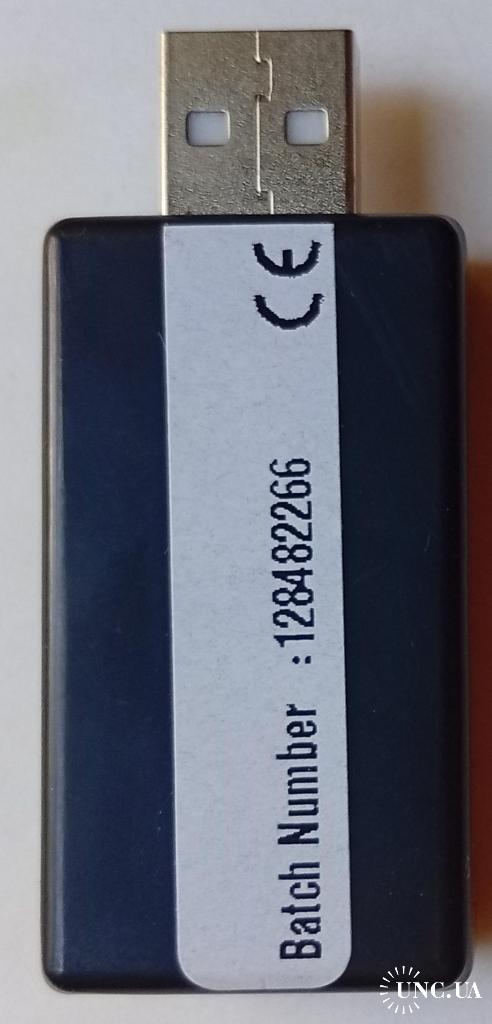 CE
Batch Number :128482266
UNC.UA